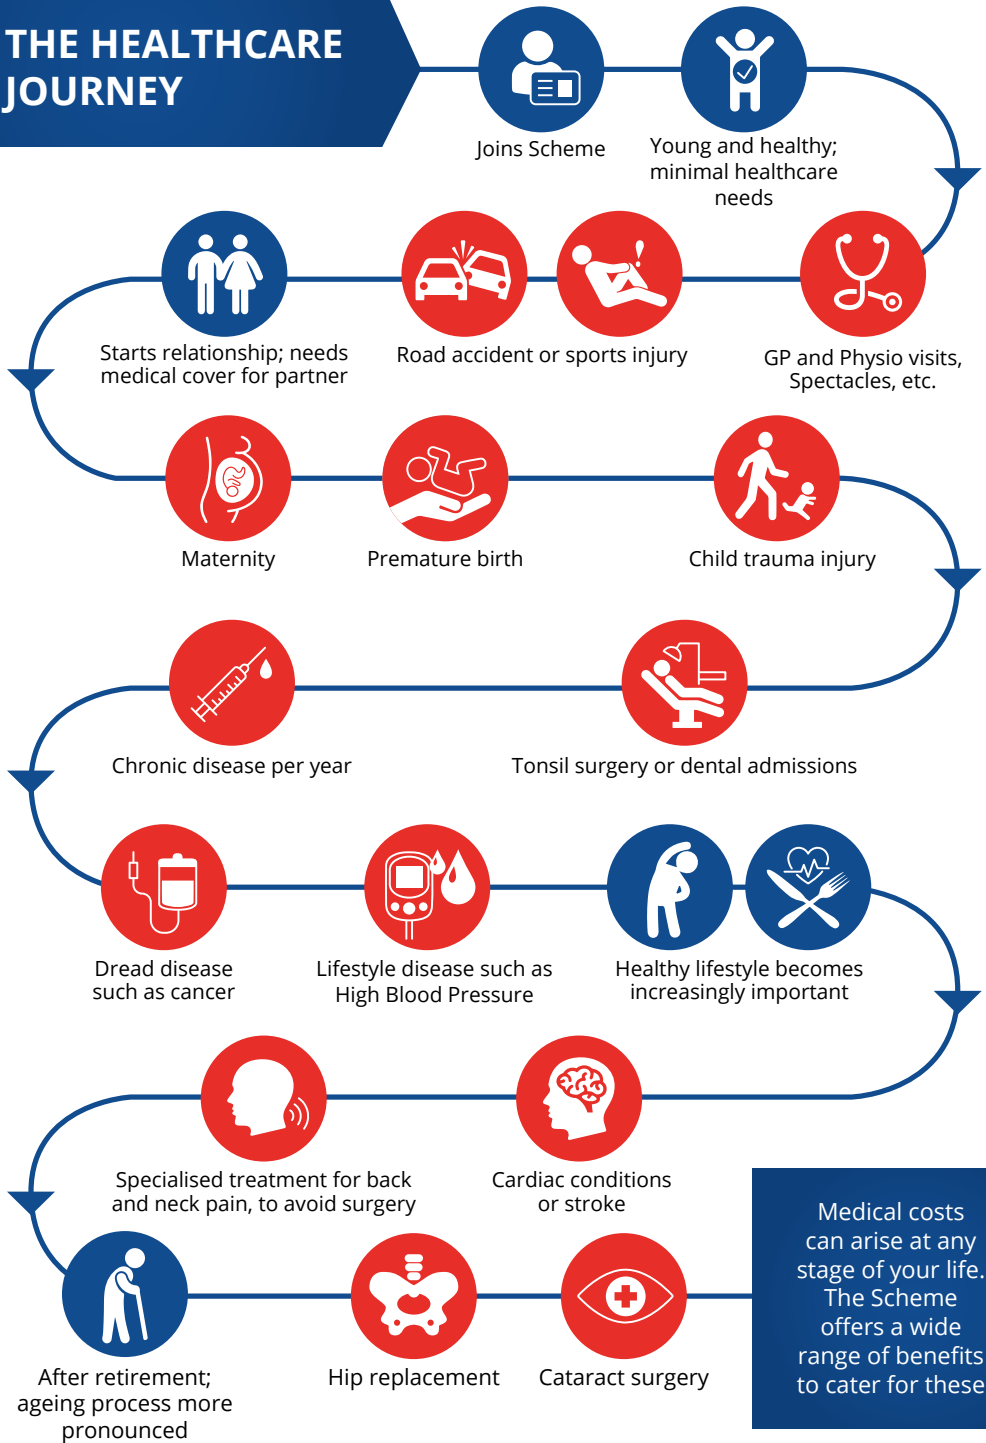 THE HEALTHCARE
JOURNEY
Joins Scheme
Young and healthy;
minimal healthcare
needs
GP and Physio visits,
Spectacles, etc.
Road accident or sports injury
Starts relationship; needs
medical cover for partner
Maternity
Premature birth
Child trauma injury
Tonsil surgery or dental admissions
Chronic disease per year
Dread disease
such as cancer
Lifestyle disease such as
High Blood Pressure
Healthy lifestyle becomes
increasingly important
Cardiac conditions
or stroke
Specialised treatment for back
and neck pain, to avoid surgery
After retirement;
ageing process more
pronounced
Hip replacement
Cataract surgery
Medical costs
can arise at any
stage of your life.
The Scheme
offers a wide
range of benefits
to cater for these